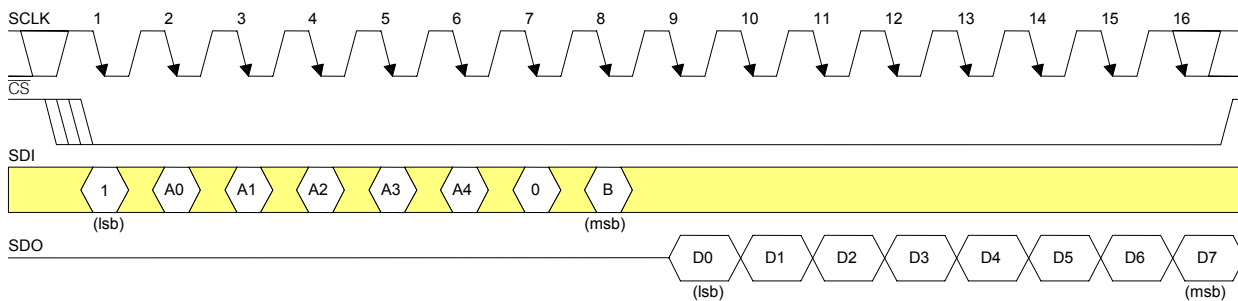 SCLK 1 2 3 4 5 6 7 8 9 10 11 12 13 14 15 16
CS
SDI
1 A0 A1 A2 A3 A4 0 B
(lsb) (msb)
SDO
D0 D1 D2 D3 D4 D5 D6 D7
(lsb) (msb)